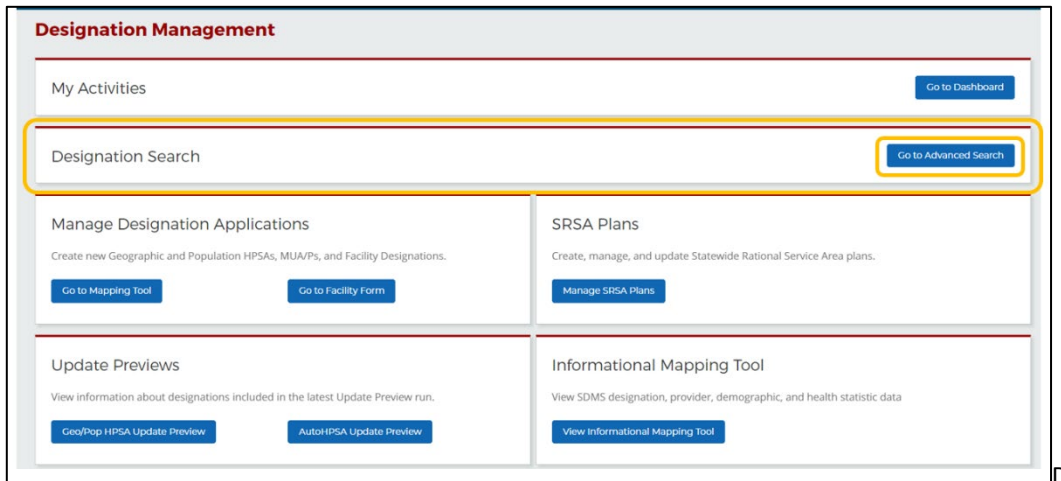 Designation Management
My Activities
Go to Dashboard
Designation Search
Go to Advanced Search
Manage Designation Applications
Create new Geographic and Population HPSAs, MUA/Ps, and Facility Designations.
Go to Mapping Tool
Go to Facility Form
SRSA Plans
Create, manage, and update Statewide Rational Service Area plans.
Manage SRSA Plans
Update Previews
View information about designations included in the latest Update Preview run.
Geo/Pop HPSA Update Preview
AutoHPSA Update Preview
Informational Mapping Tool
View SDMS designation, provider, demographic, and health statistic data
View Informational Mapping Tool